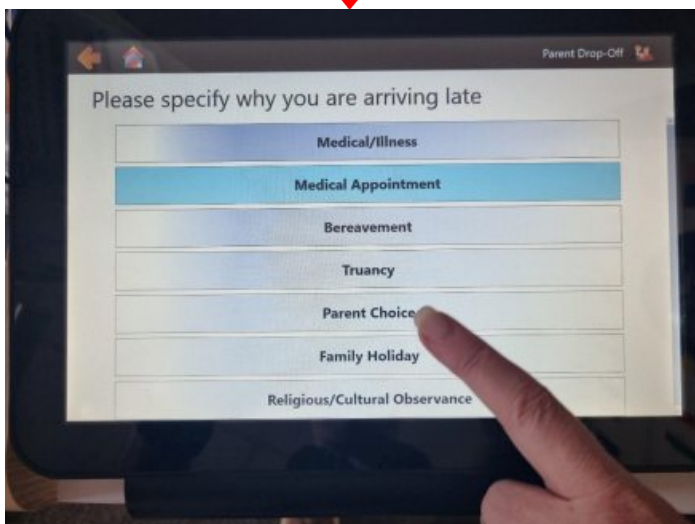 Parent Drop-Off
Please specify why you are arriving late
Medical/Illness
Medical Appointment
Bereavement
Truancy
Parent Choice
Family Holiday
Religious/Cultural Observance